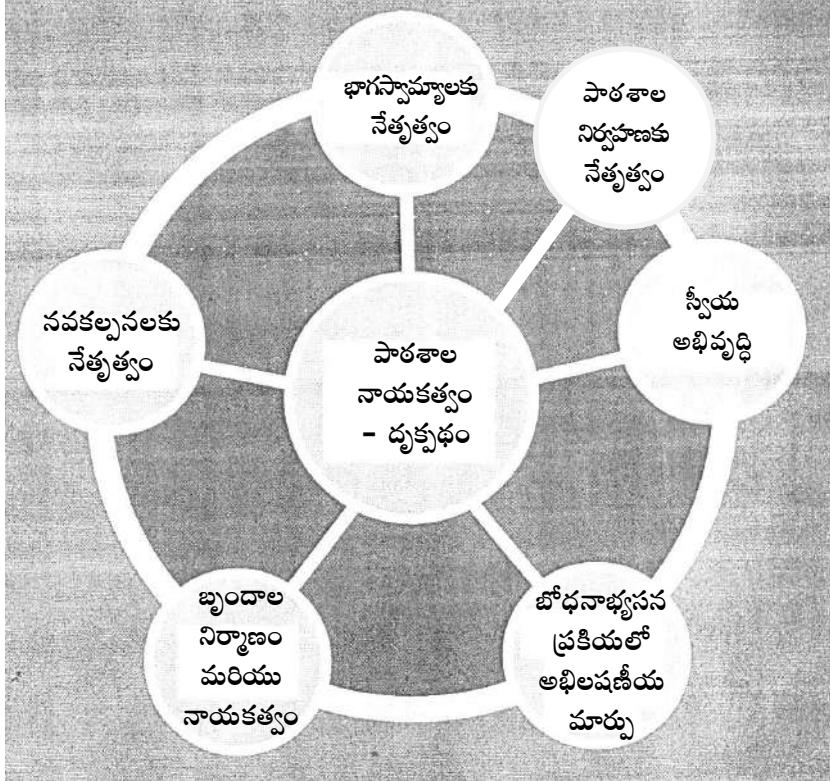 భాగస్వామ్యాలకు
నేతృత్వం
పాఠశాల
నిర్వహణకు
నేతృత్వం
స్వీయ
అభివృద్ధి
నవకల్పనలకు
నేతృత్వం
పాఠశాల
నాయకత్వం
- దృక్పథం
బృందాల
నిర్మాణం
మరియు
నాయకత్వం
బోధనాభ్యసన
ప్రకియలో
అభిలషణీయ
మార్పు